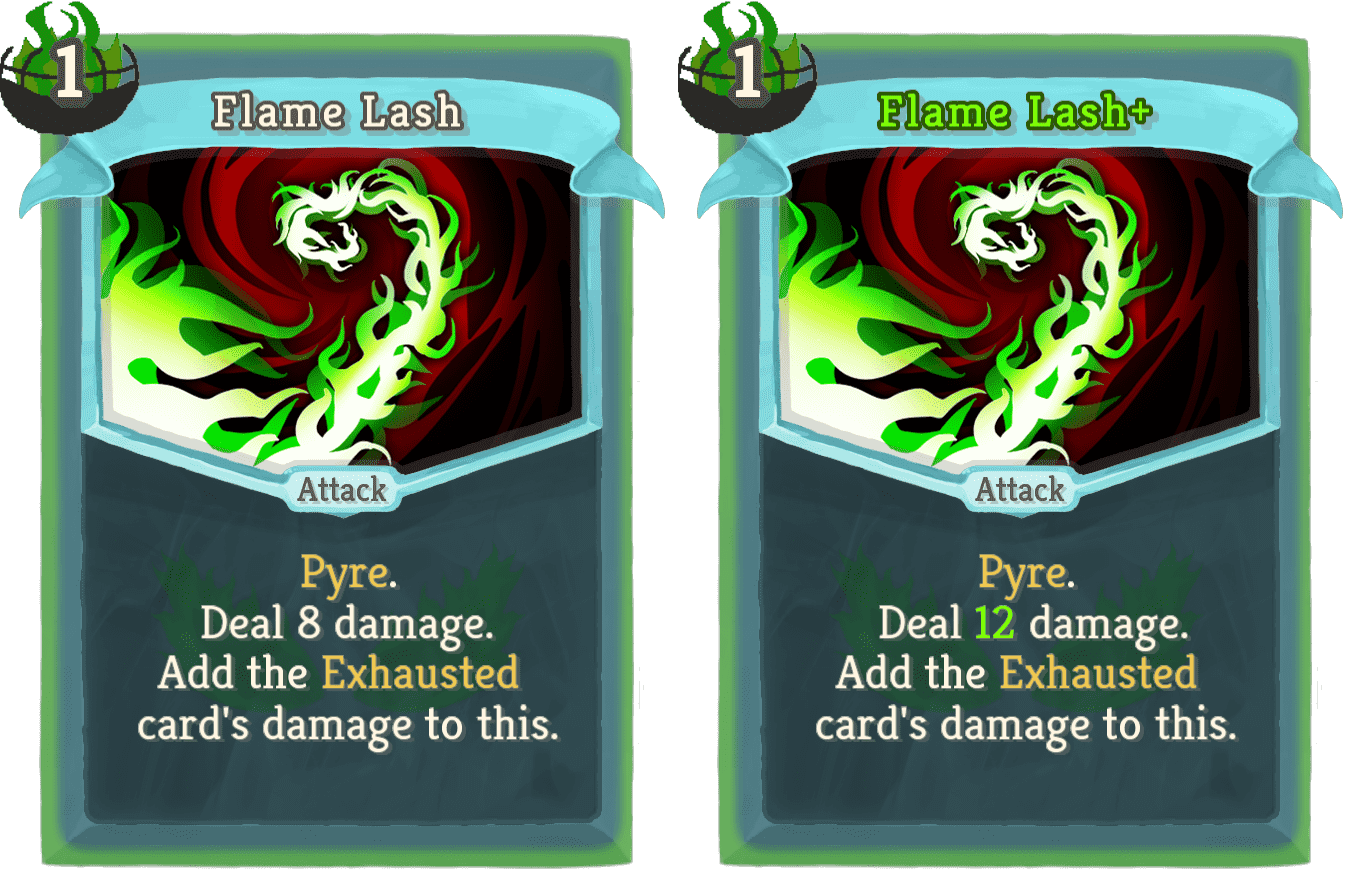 1
Flame Lash
Attack
Pyre.
Deal 8 damage.
Add the Exhausted
card's damage to this.
1
Flame Lash+
Attack
Pyre.
Deal 12 damage.
Add the Exhausted
card's damage to this.